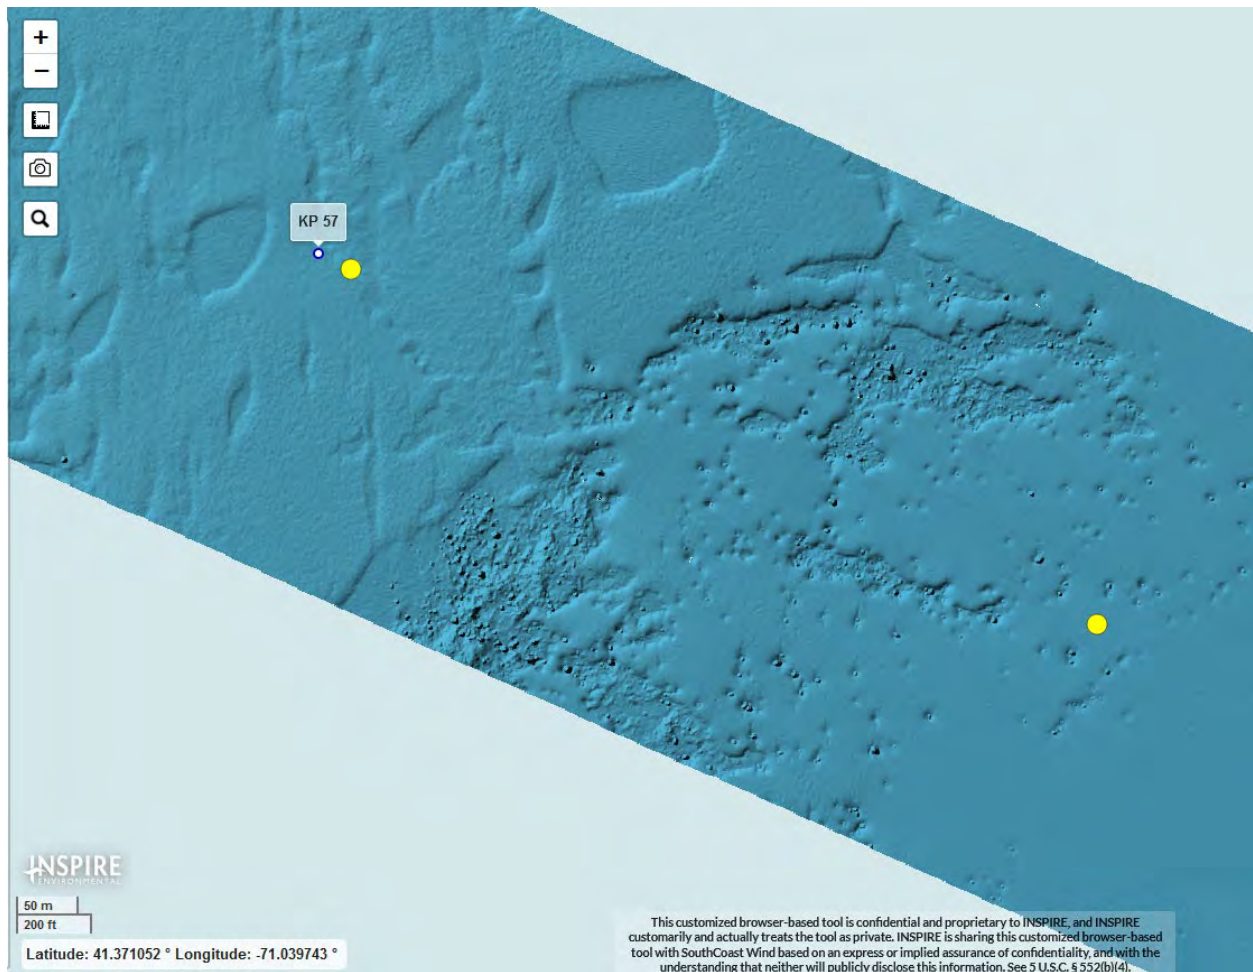 +
−
KP 57
INSPIRE
ENVIRONMENTAL
50 m
200 ft
Latitude: 41.371052 ° Longitude: -71.039743 °
This customized browser-based tool is confidential and proprietary to INSPIRE, and INSPIRE
customarily and actually treats the tool as private. INSPIRE is sharing this customized browser-based
tool with SouthCoast Wind based on an express or implied assurance of confidentiality, and with the
understanding that neither will publicly disclose this information. See 5 U.S.C. § 552(b)(4).